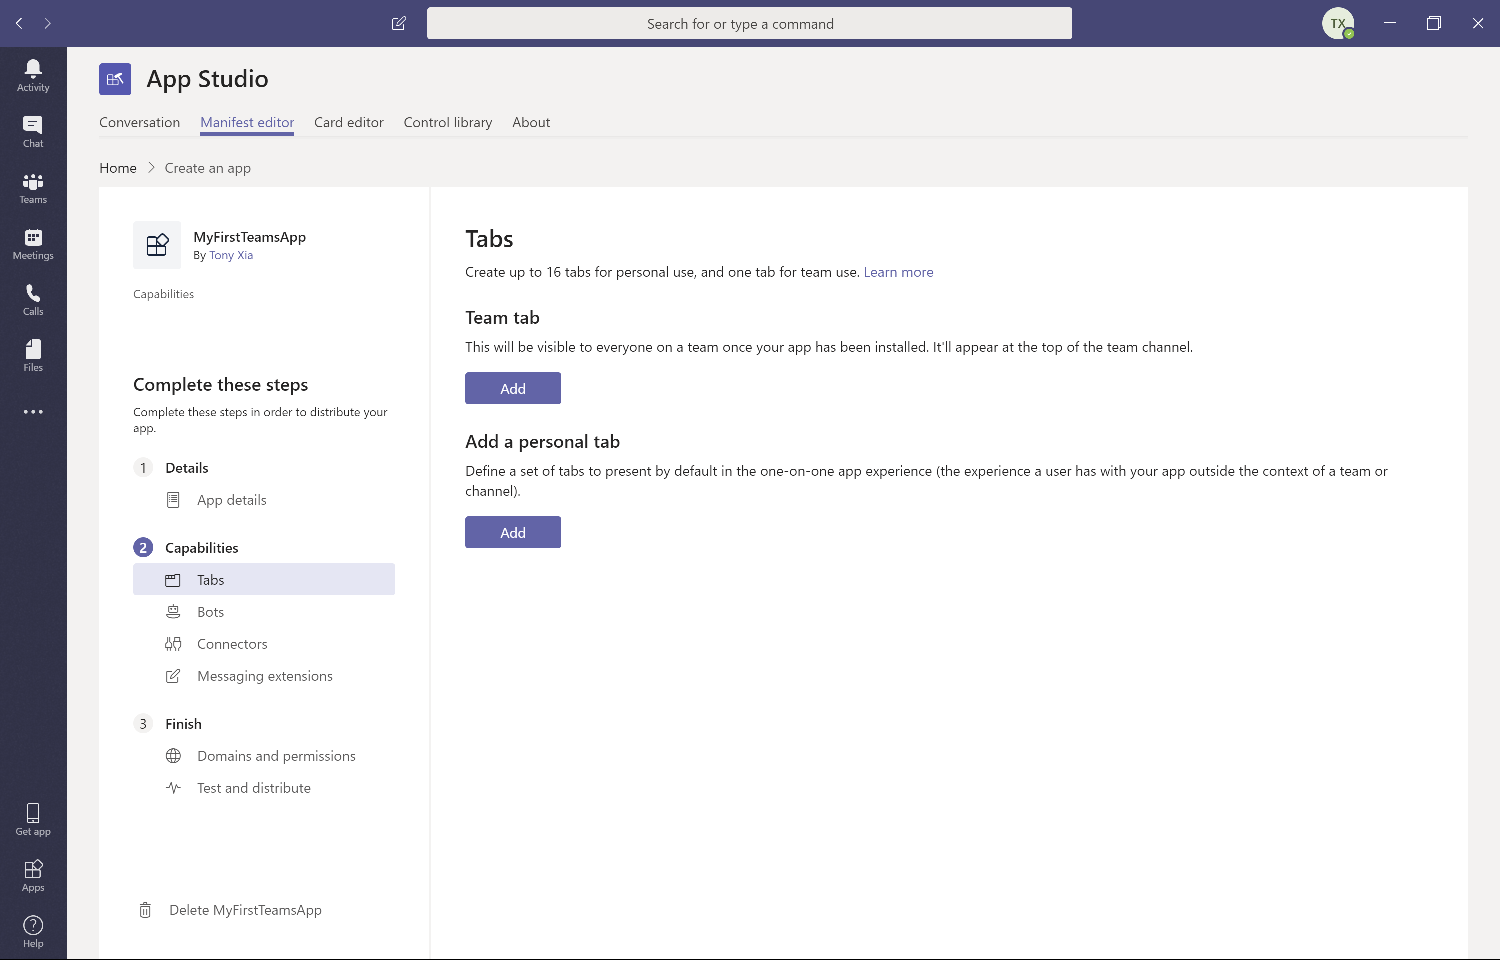 Search for or type a command
TX
Activity
Chat
Teams
Meetings
Calls
Files
Get app
Apps
Help
App Studio
Conversation Manifest editor Card editor Control library About
Home > Create an app
MyFirstTeamsApp
By Tony Xia
Capabilities
Complete these steps
Complete these steps in order to distribute your
app.
1 Details
App details
2 Capabilities
Tabs
Bots
Connectors
Messaging extensions
3 Finish
Domains and permissions
Test and distribute
Delete MyFirstTeamsApp
Tabs
Create up to 16 tabs for personal use, and one tab for team use. Learn more
Team tab
This will be visible to everyone on a team once your app has been installed. It'll appear at the top of the team channel.
Add
Add a personal tab
Define a set of tabs to present by default in the one-on-one app experience (the experience a user has with your app outside the context of a team or
channel).
Add